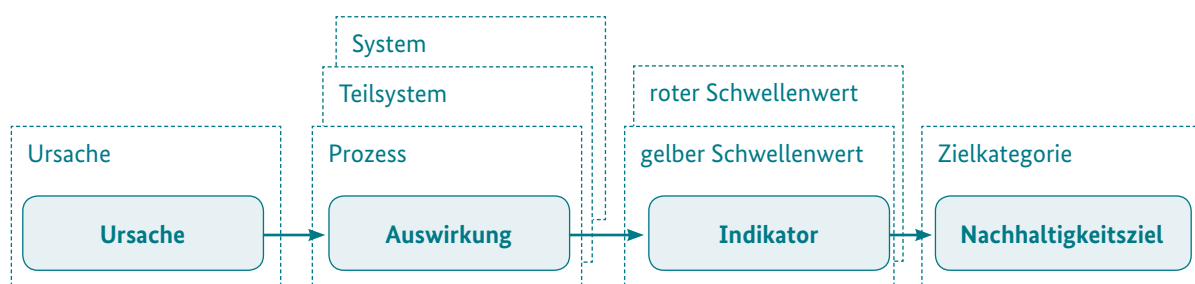 System
Teilsystem
roter Schwellenwert
Ursache
Prozess
gelber Schwellenwert
Zielkategorie
Ursache
Auswirkung
Indikator
Nachhaltigkeitsziel